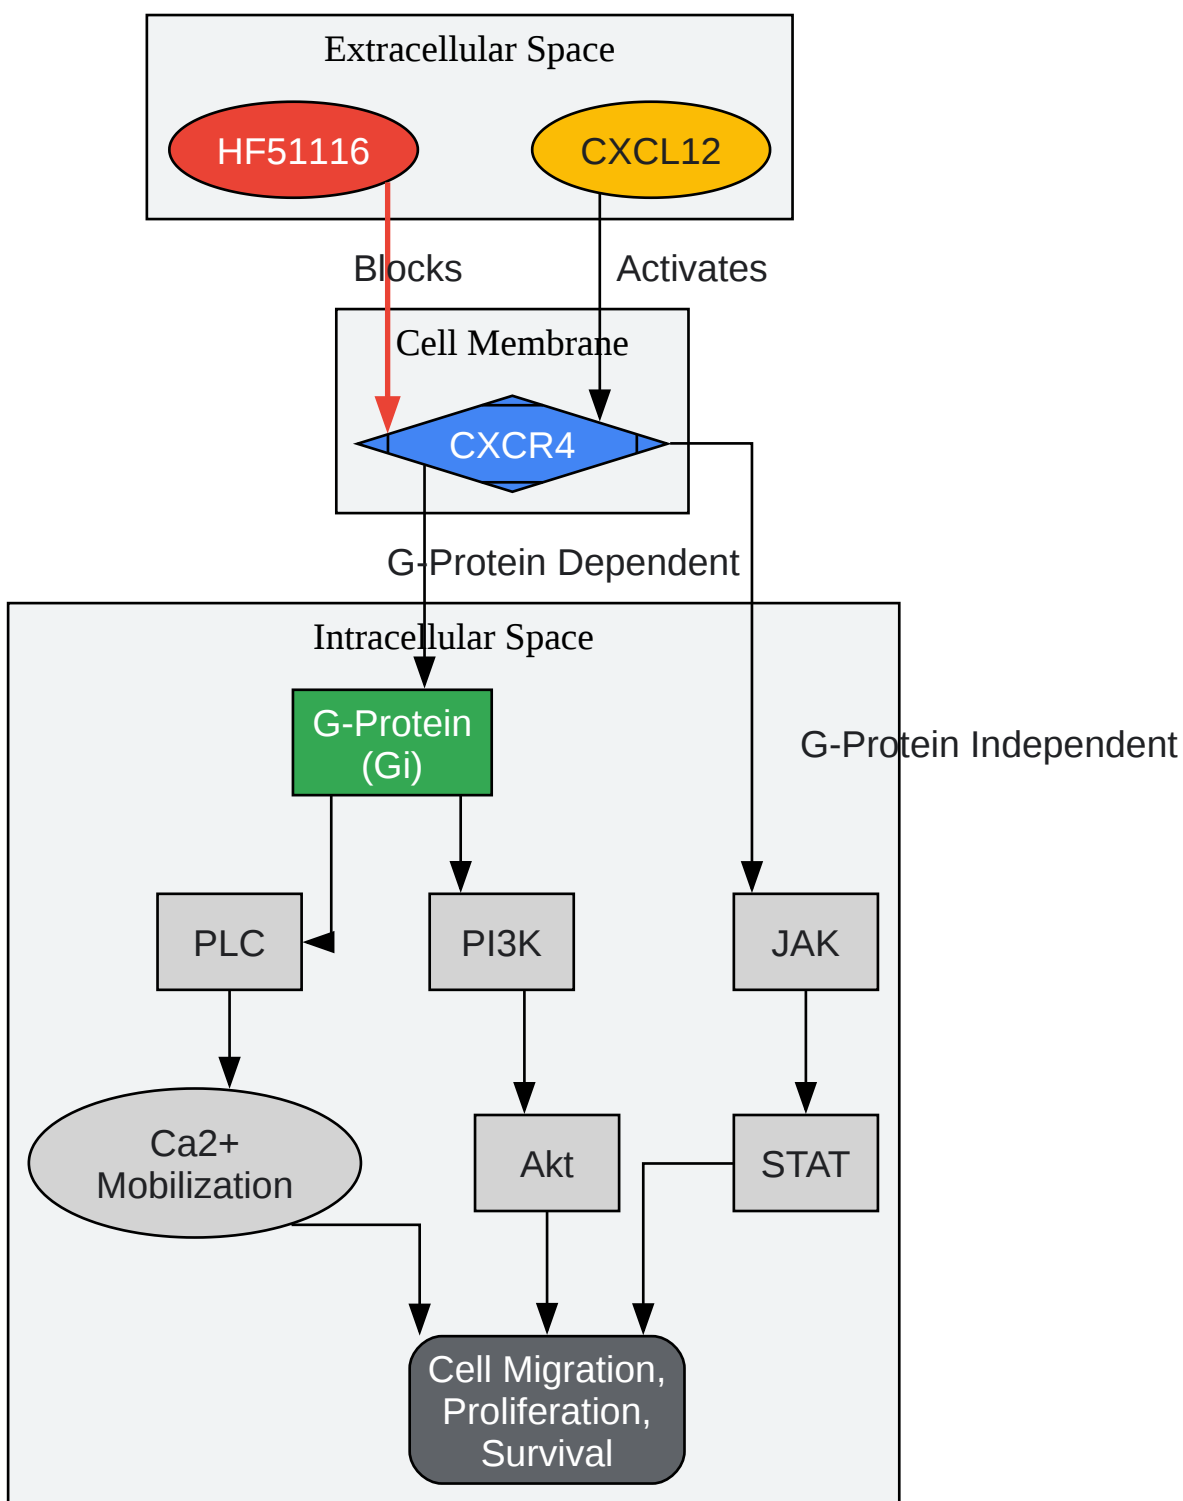 Extracellular Space
HF51116
CXCL12
Blocks
Activates
Cell Membrane
CXCR4
G-Protein Dependent
Intracellular Space
G-Protein
(Gi)
G-Protein Independent
PLC
PI3K
JAK
Ca2+
Mobilization
Akt
STAT
Cell Migration,
Proliferation,
Survival